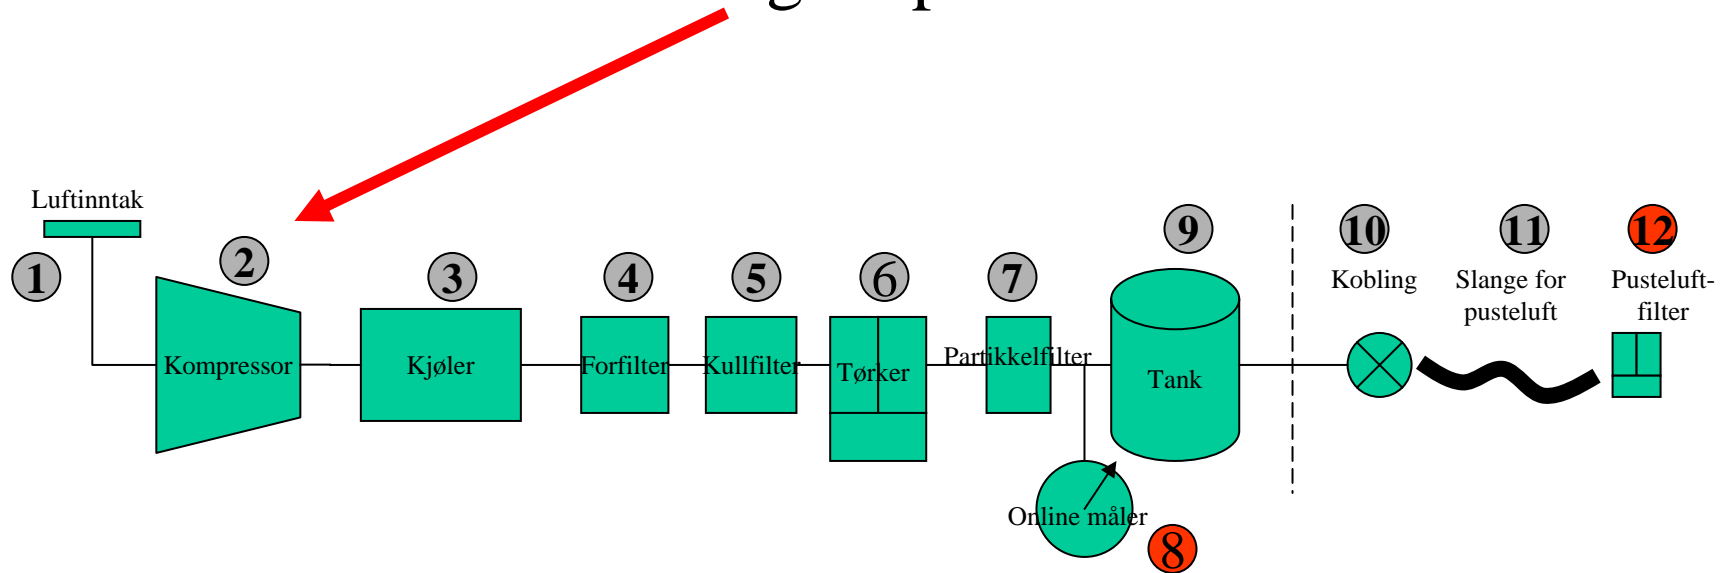 Luftinntak
1
2
3
4
5
6
7
9
10
11
12
Kobling
Slange for
pusteluft
Pusteluft-
filter
Kompressor
Kjøler
Forfilter
Kullfilter
Tørker
Partikkelfilter
Tank
Online måler
8